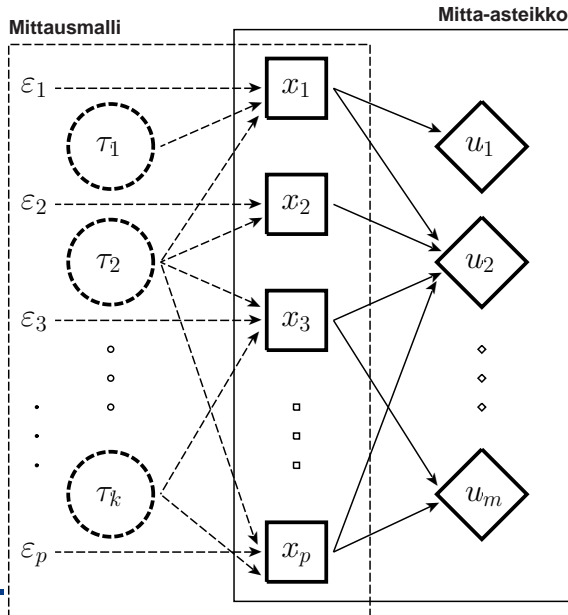 Mitta-asteikko
Mittausmalli
ε₁
x₁
τ₁
u₁
ε₂
x₂
τ₂
u₂
ε₃
x₃
τₖ
uₘ
εₚ
xₚ